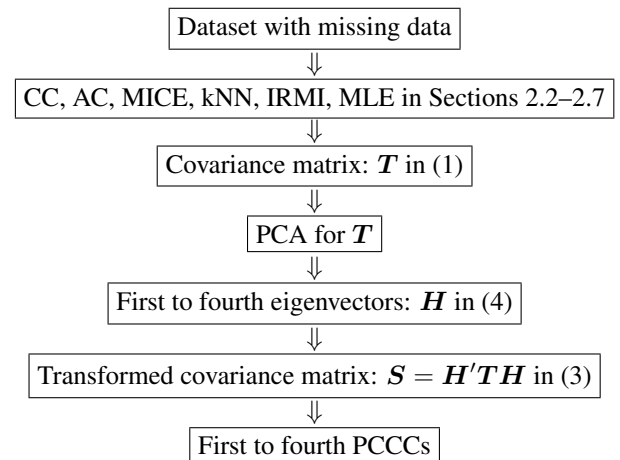 Dataset with missing data
⇓
CC, AC, MICE, kNN, IRMI, MLE in Sections 2.2–2.7
⇓
Covariance matrix: T in (1)
⇓
PCA for T
⇓
First to fourth eigenvectors: H in (4)
⇓
Transformed covariance matrix: S = H′TH in (3)
⇓
First to fourth PCCCs